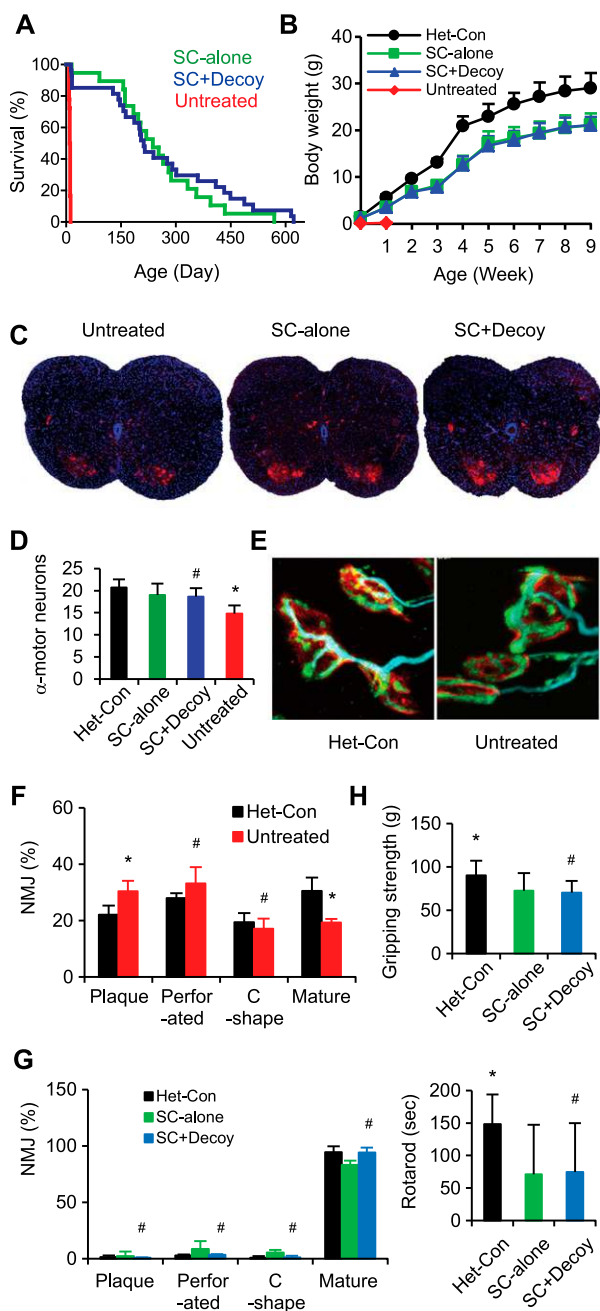 A
SC-alone
SC+Decoy
Untreated
Survival (%)
100
80
60
40
20
0
0 150 300 450 600
Age (Day)
B
Het-Con
SC-alone
SC+Decoy
Untreated
Body weight (g)
40
30
20
10
0
1 2 3 4 5 6 7 8 9
Age (Week)
C
Untreated SC-alone SC+Decoy
D
α-motor neurons
25
20
15
10
5
0
# *
Het-Con
SC-alone
SC+Decoy
Untreated
E
Het-Con Untreated
F
Het-Con
Untreated
NMJ (%)
60
40
20
0
* # # *
Plaque Perfor C Mature
-ated -shape
H
Gripping strength (g)
150
100
50
0
* #
Het-Con
SC-alone
SC+Decoy
G
Het-Con
SC-alone
SC+Decoy
NMJ (%)
150
100
50
0
# # # #
Plaque Perfor C Mature
-ated -shape
Rotarod (sec)
200
150
100
50
0
* #
Het-Con
SC-alone
SC+Decoy